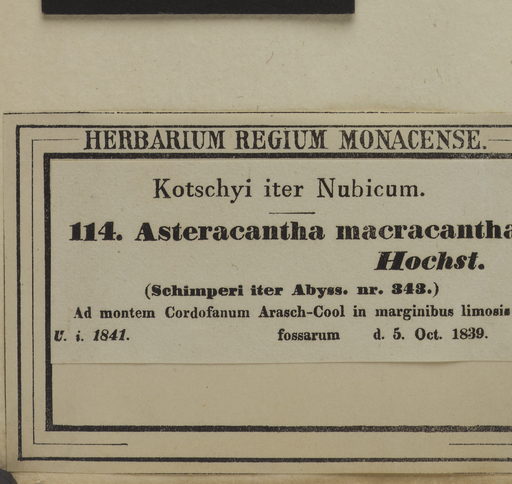 HERBARIUM REGIUM MONACENSE.
Kotschyi iter Nubicum.
114. Asteracantha macracantha
Hochst.
(Schimperi iter Abyss. nr. 343.)
Ad montem Cordofanum Arasch-Cool in marginibus limosis
U. i. 1841. fossarum d. 5. Oct. 1839.